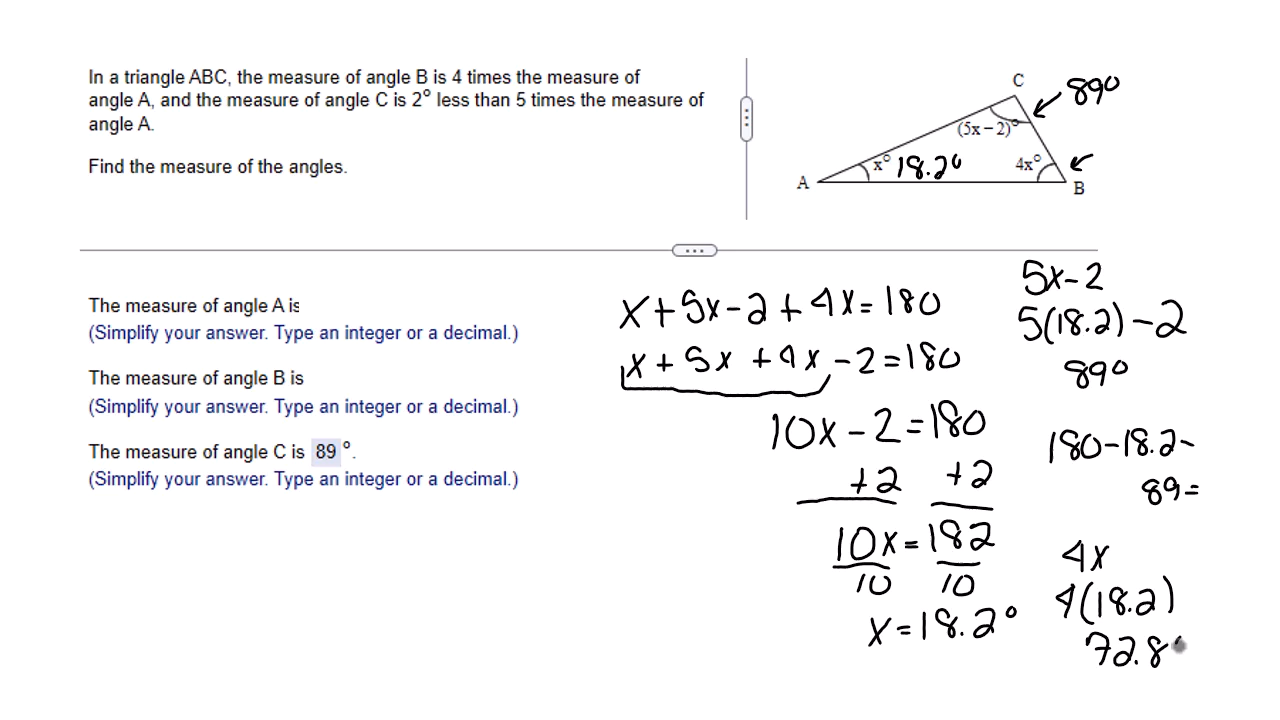 In a triangle ABC, the measure of angle B is 4 times the measure of
angle A, and the measure of angle C is 2° less than 5 times the measure of
angle A.
Find the measure of the angles.
C
89°
(5x − 2)°
x°
18.2°
4x°
A
B
The measure of angle A is
(Simplify your answer. Type an integer or a decimal.)
The measure of angle B is
(Simplify your answer. Type an integer or a decimal.)
The measure of angle C is 89°.
(Simplify your answer. Type an integer or a decimal.)
x+5x-2+4x=180
x+5x+4x-2=180
10x-2=180
+2 +2
10x=182
10 10
x=18.2°
5x-2
5(18.2)-2
89°
180-18.2-
89=
4x
4(18.2)
72.8°